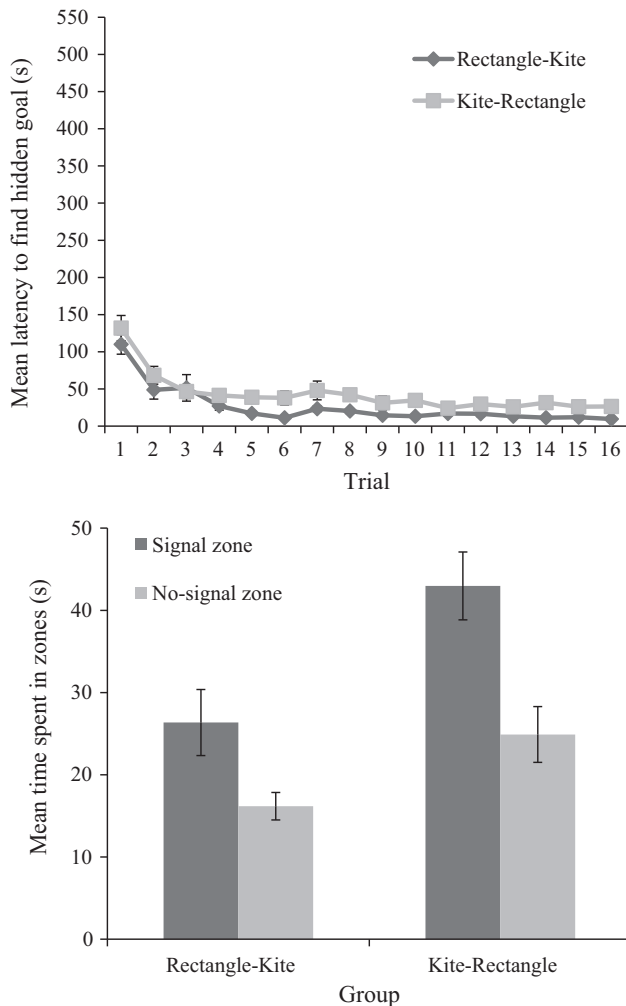 Mean latency to find hidden goal (s)
550
500
450
400
350
300
250
200
150
100
50
0
Rectangle-Kite
Kite-Rectangle
1 2 3 4 5 6 7 8 9 10 11 12 13 14 15 16
Trial
Mean time spent in zones (s)
50
40
30
20
10
0
Signal zone
No-signal zone
Rectangle-Kite Kite-Rectangle
Group